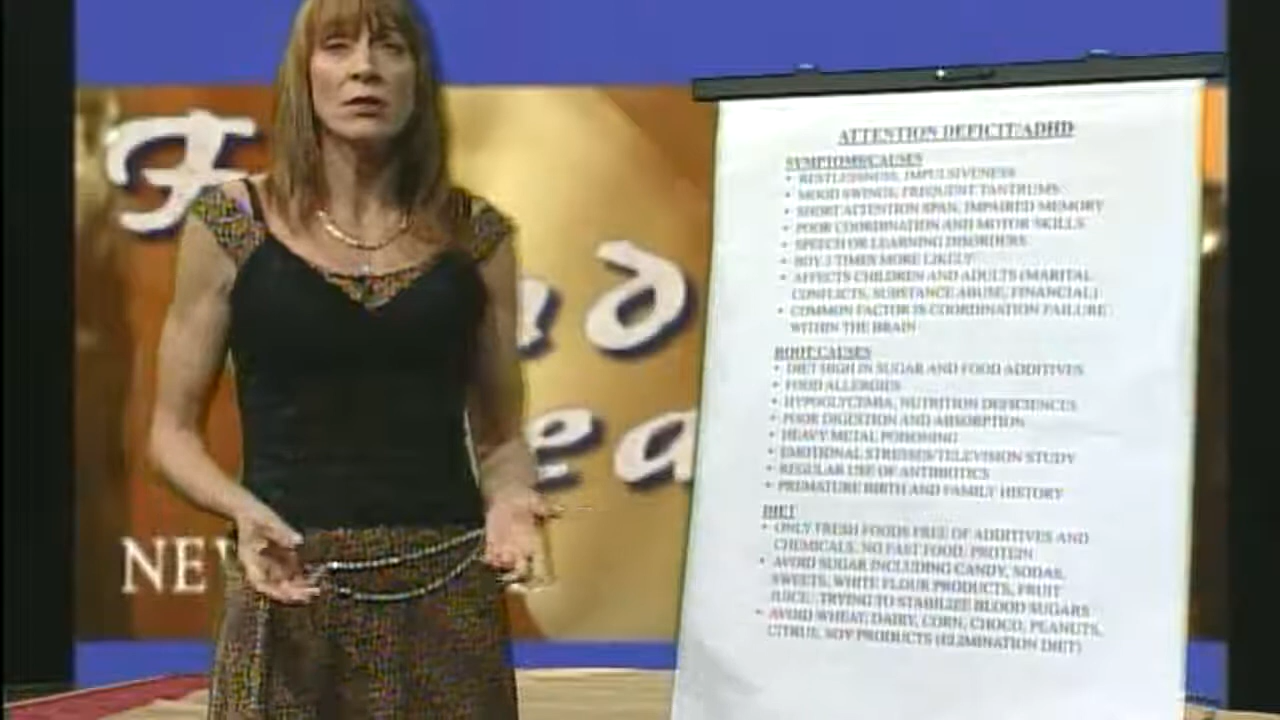 F
nd
ea
NEW
ATTENTION DEFICIT/ADHD
SYMPTOMS/CAUSES
• RESTLESSNESS, IMPULSIVENESS
• MOOD SWINGS, FREQUENT TANTRUMS
• SHORT ATTENTION SPAN, IMPAIRED MEMORY
• POOR COORDINATION AND MOTOR SKILLS
• SPEECH OR LEARNING DISORDERS
• BOY 3 TIMES MORE LIKELY
• AFFECTS CHILDREN AND ADULTS (MARITAL
CONFLICTS, SUBSTANCE ABUSE, FINANCIAL)
• COMMON FACTOR IS COORDINATION FAILURE
WITHIN THE BRAIN
ROOT CAUSES
• DIET HIGH IN SUGAR AND FOOD ADDITIVES
• FOOD ALLERGIES
• HYPOGLYCEMIA, NUTRITION DEFICIENCES
• POOR DIGESTION AND ABSORPTION
• HEAVY METAL POISONING
• EMOTIONAL STRESSES/TELEVISION STUDY
• REGULAR USE OF ANTIBIOTICS
• PREMATURE BIRTH AND FAMILY HISTORY
DIET
• ONLY FRESH FOODS FREE OF ADDITIVES AND
CHEMICALS, NO FAST FOOD, PROTEIN
• AVOID SUGAR INCLUDING CANDY, SODAS,
SWEETS, WHITE FLOUR PRODUCTS, FRUIT
JUICE. TRYING TO STABILIZE BLOOD SUGARS
• AVOID WHEAT, DAIRY, CORN, CHOCO, PEANUTS,
CITRUS, SOY PRODUCTS (ELIMINATION DIET)